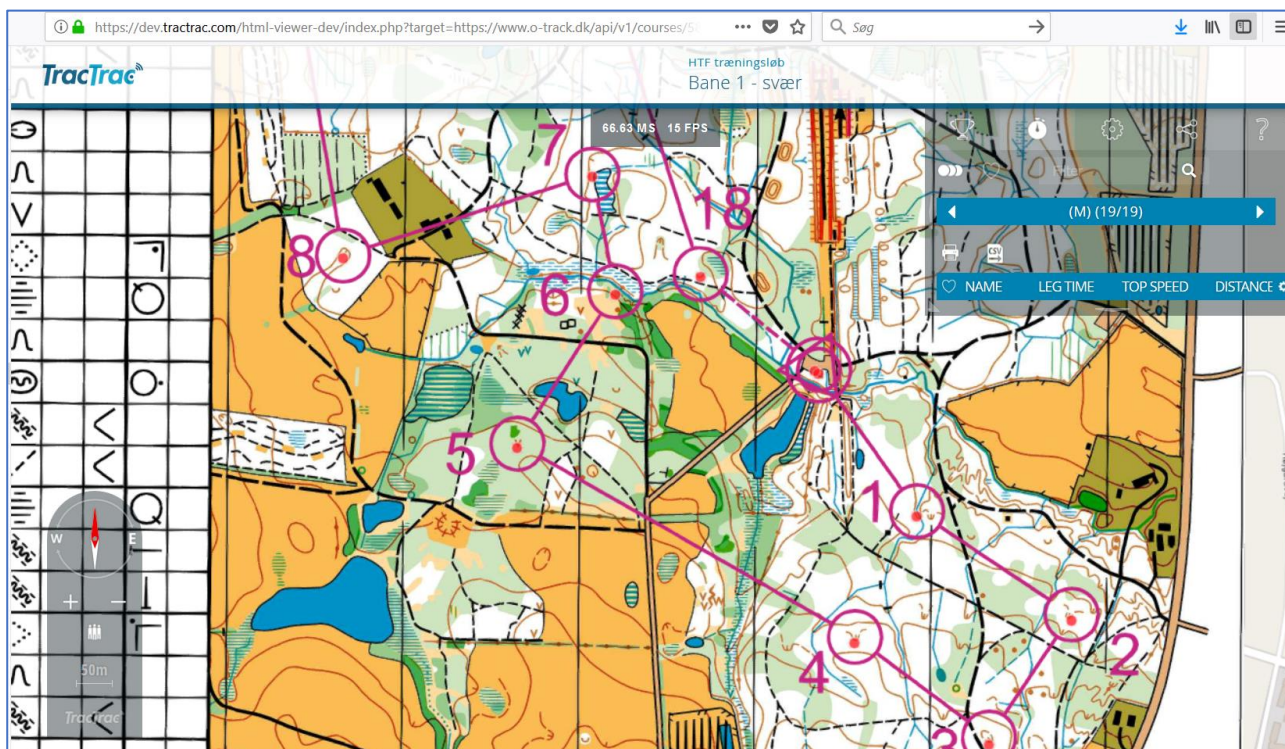 https://dev.tractrac.com/html-viewer-dev/index.php?target=https://www.o-track.dk/api/v1/courses/5
Søg
TracTrac
HTF træningsløb
Bane 1 - svær
66.63 MS 15 FPS
7
18
8
6
(M) (19/19)
CSV
NAME LEG TIME TOP SPEED DISTANCE
5
1
W E
4
2
3
50m
TracTrac